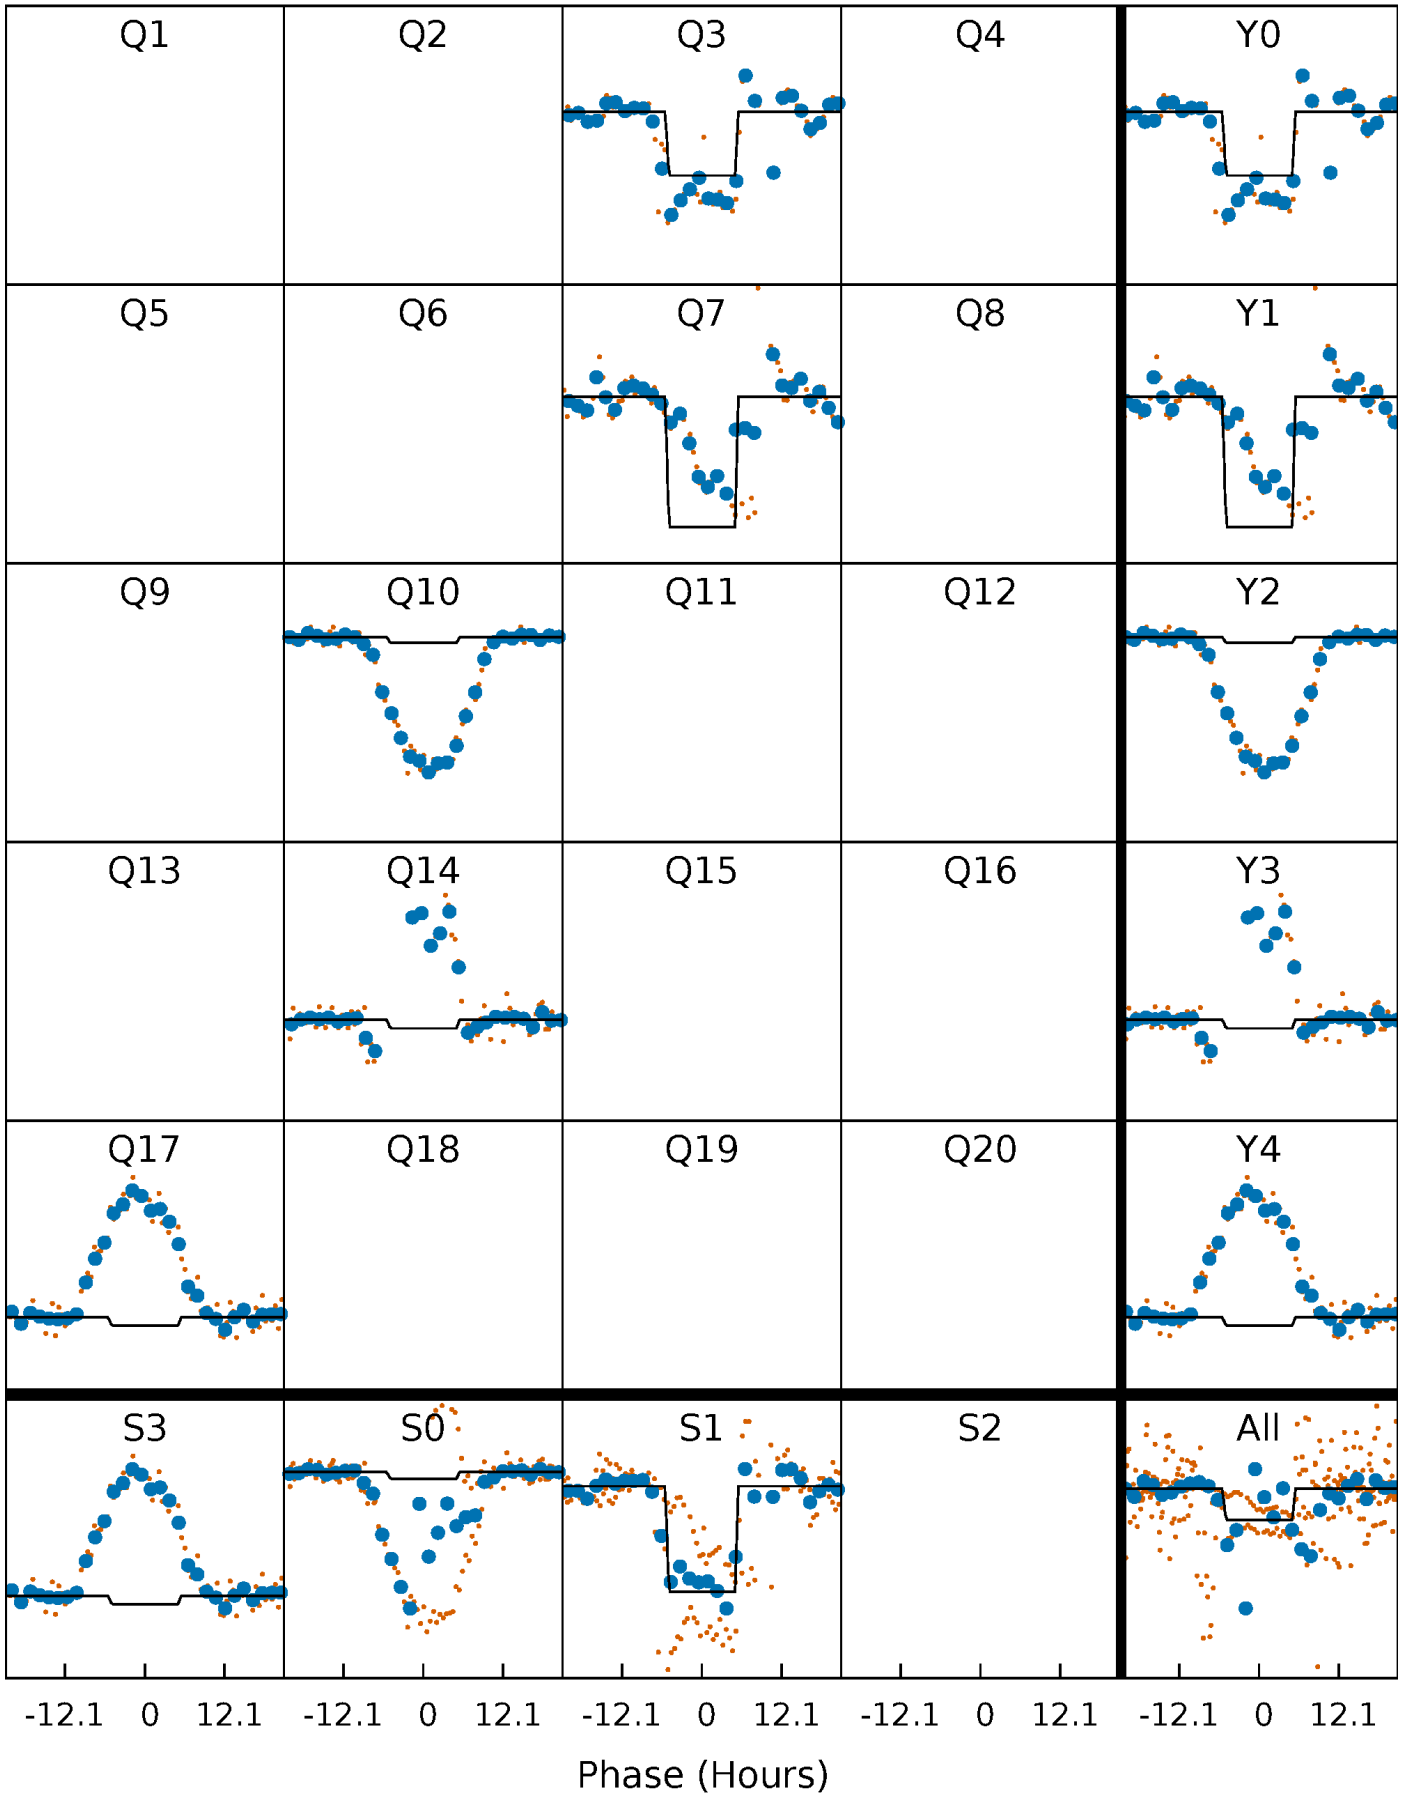 Q1 Q2 Q3 Q4 Y0
Q5 Q6 Q7 Q8 Y1
Q9 Q10 Q11 Q12 Y2
Q13 Q14 Q15 Q16 Y3
Q17 Q18 Q19 Q20 Y4
S3 S0 S1 S2 All
-12.1 0 12.1 -12.1 0 12.1 -12.1 0 12.1 -12.1 0 12.1 -12.1 0 12.1
Phase (Hours)